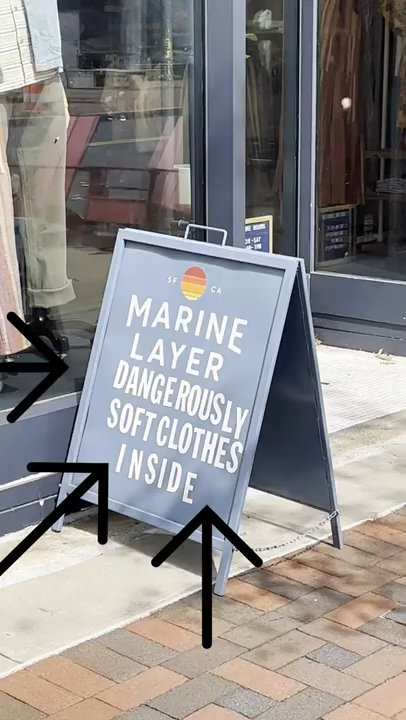 SF CA
MARINE
LAYER
DANGEROUSLY
SOFT CLOTHES
INSIDE